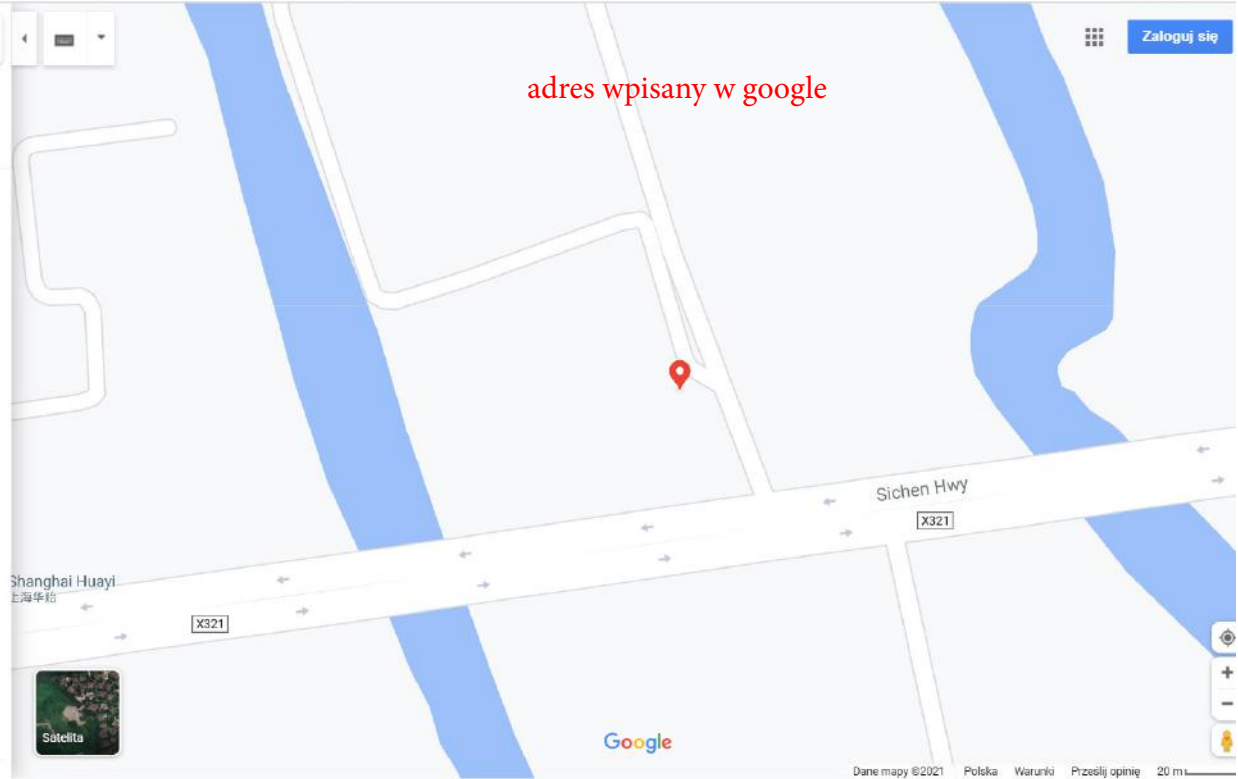 Zaloguj się
adres wpisany w google
Sichen Hwy
X321
Shanghai Huayi
上海华贻
X321
Satelita
Google
Dane mapy ©2021 Polska Warunki Prześlij opinię 20 m